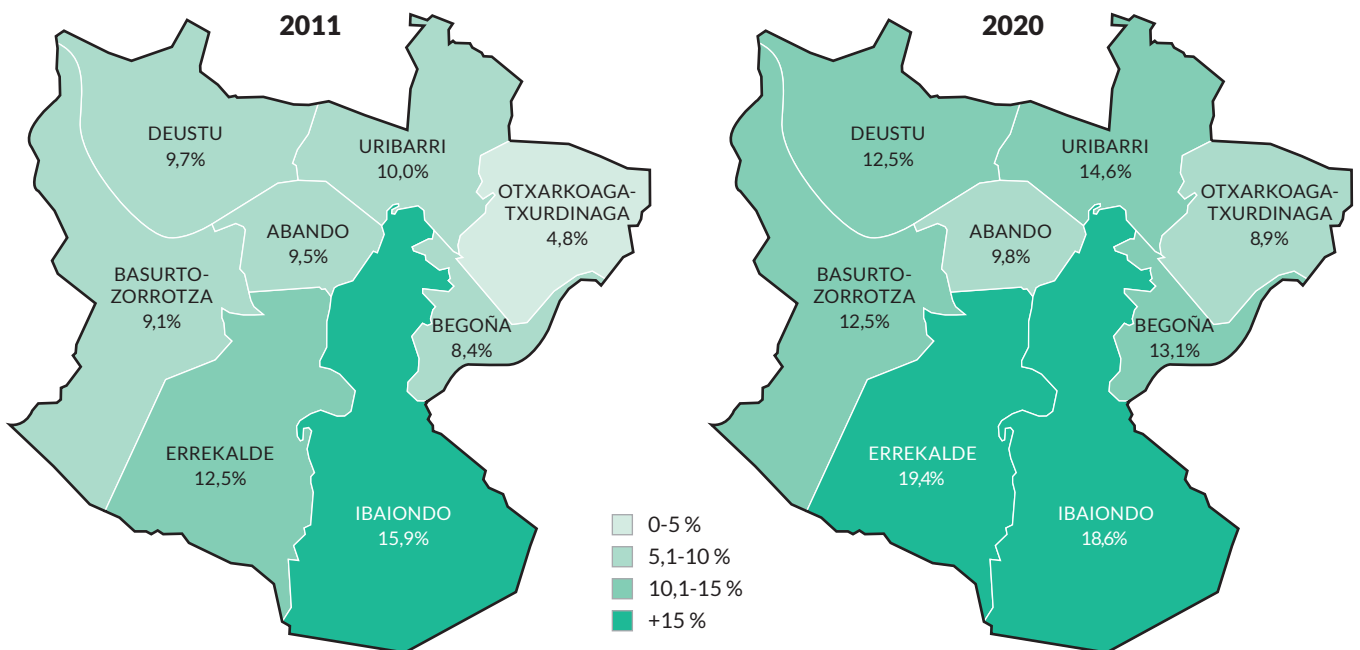 2011
DEUSTU
9,7%
URIBARRI
10,0%
OTXARKOAGA-
TXURDINAGA
4,8%
ABANDO
9,5%
BASURTO-
ZORROTZA
9,1%
BEGOÑA
8,4%
ERREKALDE
12,5%
IBAIONDO
15,9%
0-5 %
5,1-10 %
10,1-15 %
+15 %
2020
DEUSTU
12,5%
URIBARRI
14,6%
OTXARKOAGA-
TXURDINAGA
8,9%
ABANDO
9,8%
BASURTO-
ZORROTZA
12,5%
BEGOÑA
13,1%
ERREKALDE
19,4%
IBAIONDO
18,6%